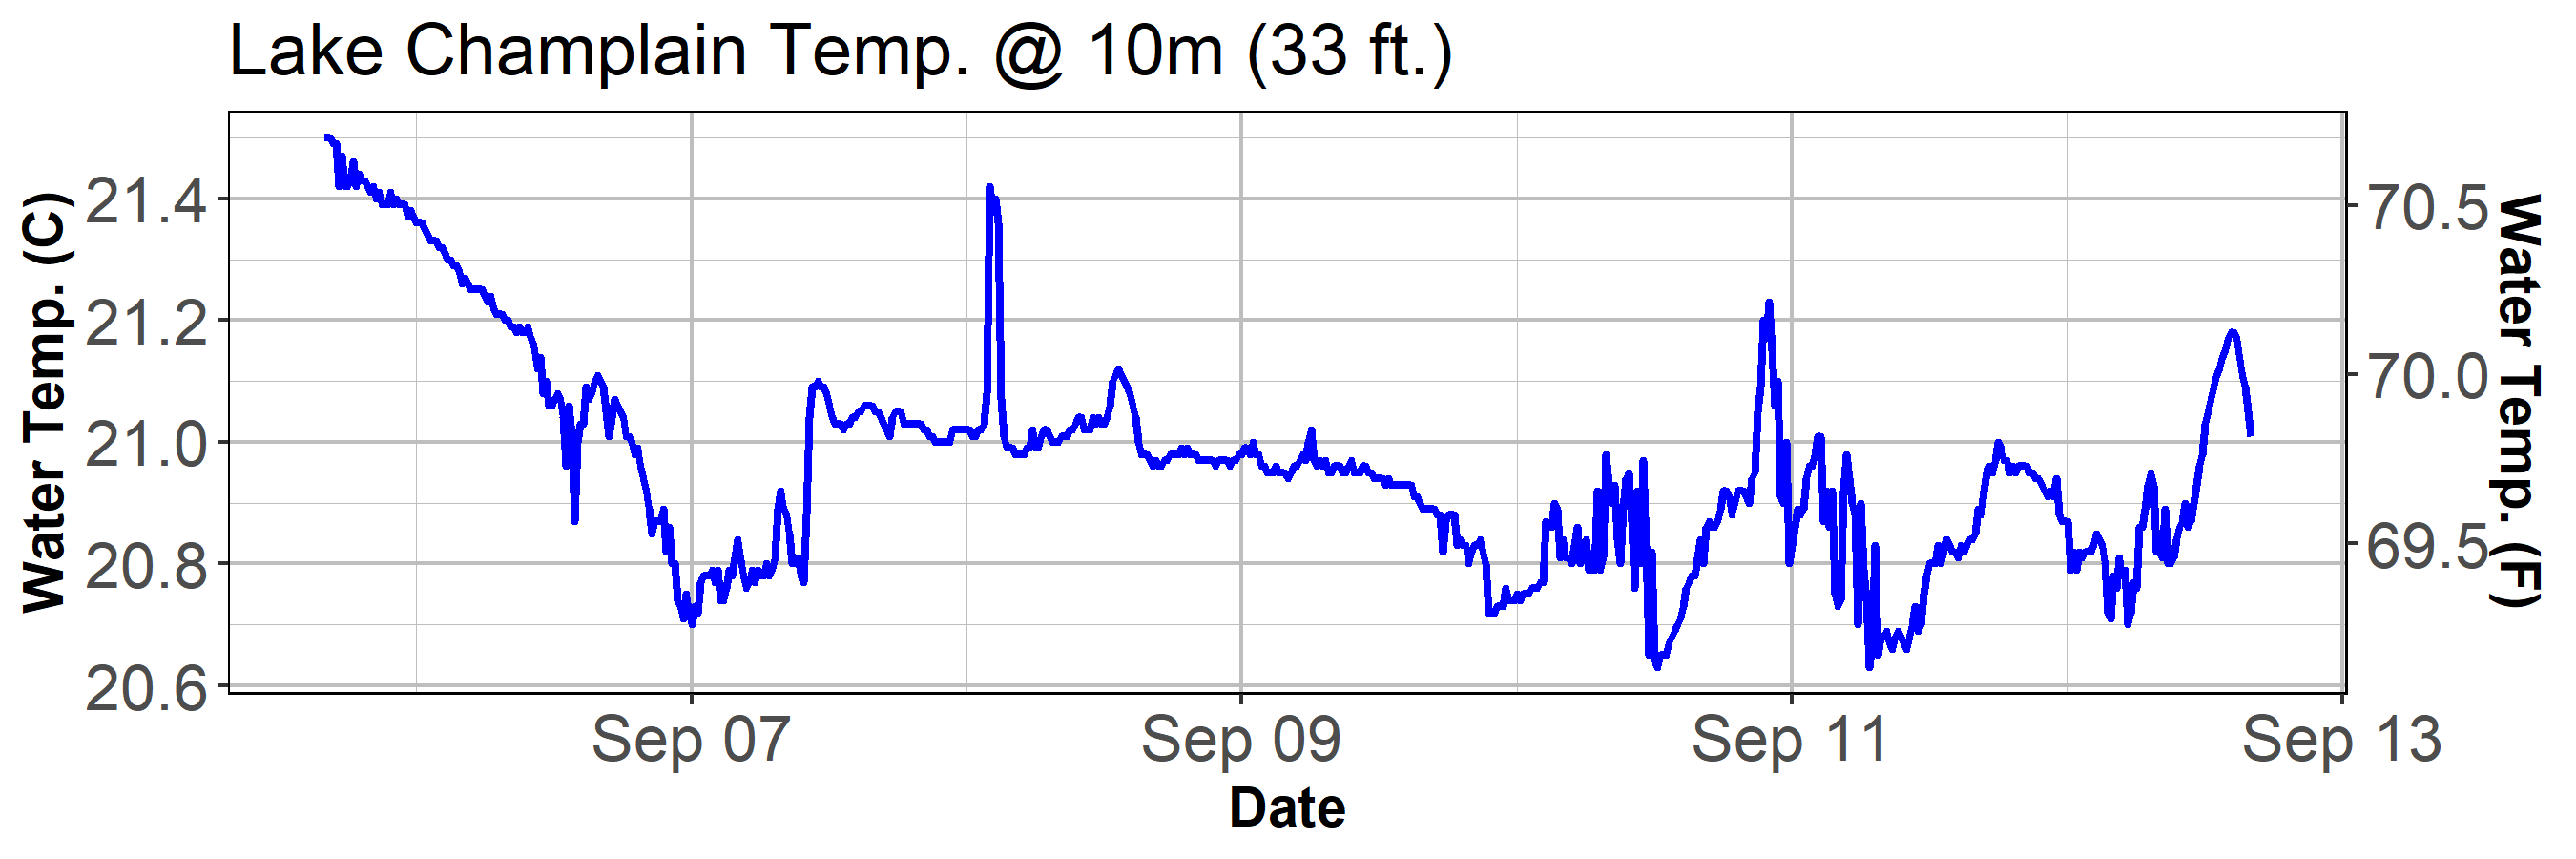 Lake Champlain Temp. @ 10m (33 ft.)
Water Temp. (C)
21.4
21.2
21.0
20.8
20.6
70.5
70.0
69.5
Water Temp. (F)
Sep 07 Sep 09 Sep 11 Sep 13
Date